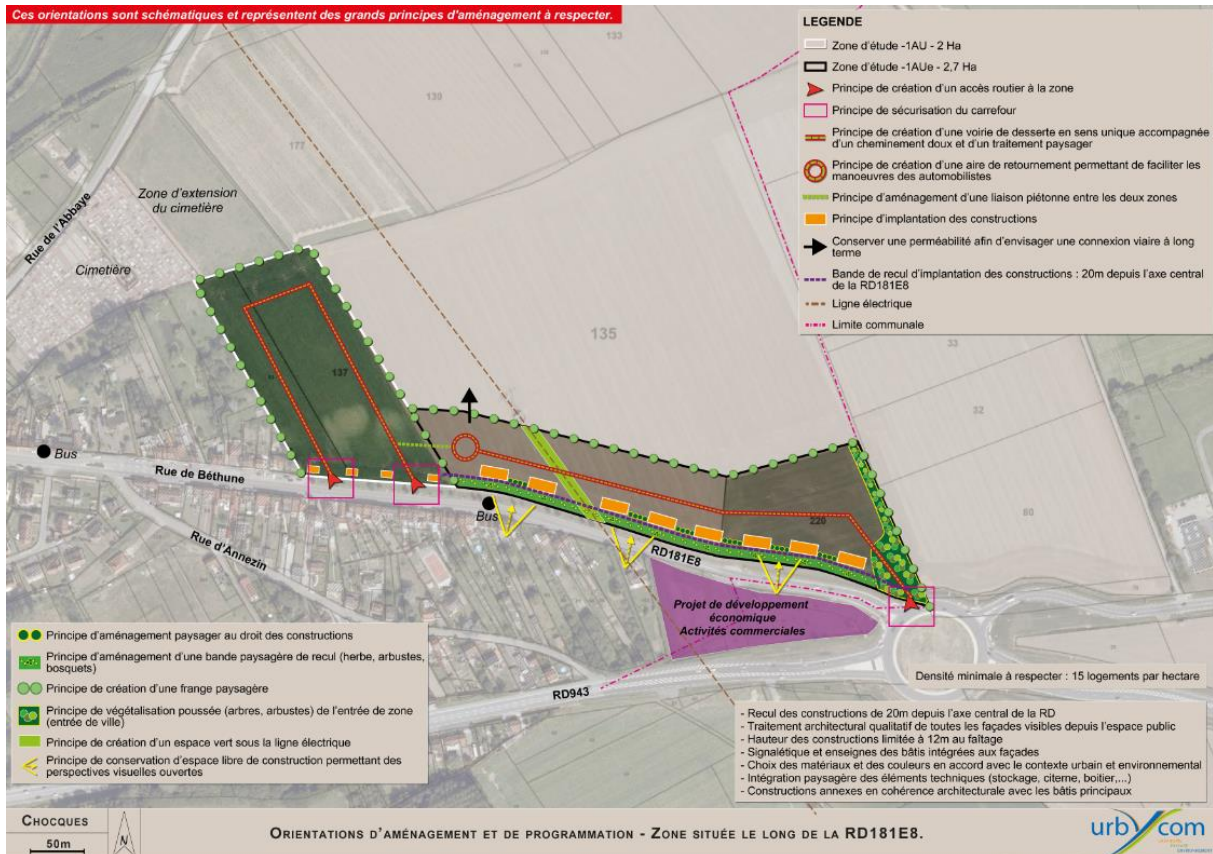 Ces orientations sont schématiques et représentent des grands principes d'aménagement à respecter.
LEGENDE
Zone d'étude -1AU - 2 Ha
Zone d'étude -1AUe - 2,7 Ha
Principe de création d'un accès routier à la zone
Principe de sécurisation du carrefour
Principe de création d'une voirie de desserte en sens unique accompagnée
d'un cheminement doux et d'un traitement paysager
Principe de création d'une aire de retournement permettant de faciliter les
manoeuvres des automobilistes
Principe d'aménagement d'une liaison piétonne entre les deux zones
Principe d'implantation des constructions
Conserver une perméabilité afin d'envisager une connexion viaire à long
terme
Bande de recul d'implantation des constructions : 20m depuis l'axe central
de la RD181E8
Ligne électrique
Limite communale
133
130
177
Zone d'extension
du cimetière
Rue de l'Abbaye
Cimetière
135
33
32
60
137
220
Bus
Rue de Béthune
Bus
Rue d'Annezin
RD181E8
Projet de développement
économique
Activités commerciales
RD943
Principe d'aménagement paysager au droit des constructions
Principe d'aménagement d'une bande paysagère de recul (herbe, arbustes,
bosquets)
Principe de création d'une frange paysagère
Principe de végétalisation poussée (arbres, arbustes) de l'entrée de zone
(entrée de ville)
Principe de création d'un espace vert sous la ligne électrique
Principe de conservation d'espace libre de construction permettant des
perspectives visuelles ouvertes
Densité minimale à respecter : 15 logements par hectare
- Recul des constructions de 20m depuis l'axe central de la RD
- Traitement architectural qualitatif de toutes les façades visibles depuis l'espace public
- Hauteur des constructions limitée à 12m au faîtage
- Signalétique et enseignes des bâtis intégrées aux façades
- Choix des matériaux et des couleurs en accord avec le contexte urbain et environnemental
- Intégration paysagère des éléments techniques (stockage, citerne, boitier,...)
- Constructions annexes en cohérence architecturale avec les bâtis principaux
CHOCQUES
50m
N
ORIENTATIONS D'AMÉNAGEMENT ET DE PROGRAMMATION - ZONE SITUÉE LE LONG DE LA RD181E8.
urbycom